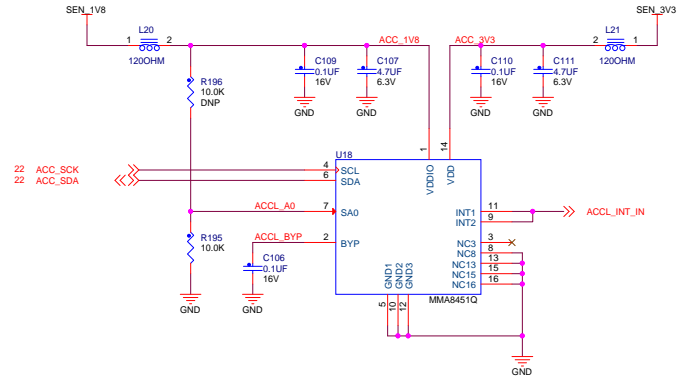 SEN_1V8
SEN_3V3
L20
L21
1
2
ACC_1V8
ACC_3V3
2
1
120OHM
120OHM
C109
0.1UF
16V
C107
4.7UF
6.3V
C110
0.1UF
16V
C111
4.7UF
6.3V
R196
10.0K
DNP
GND
GND
GND
GND
1
14
U18
VDDIO
VDD
22 ACC_SCK
4
SCL
22 ACC_SDA
6
SDA
ACCL_A0
7
SA0
INT1
11
ACCL_INT_IN
INT2
9
ACCL_BYP
2
BYP
NC3
3
NC8
8
NC13
13
NC15
15
NC16
16
R195
10.0K
C106
0.1UF
16V
GND1
GND2
GND3
MMA8451Q
5
10
12
GND
GND
GND